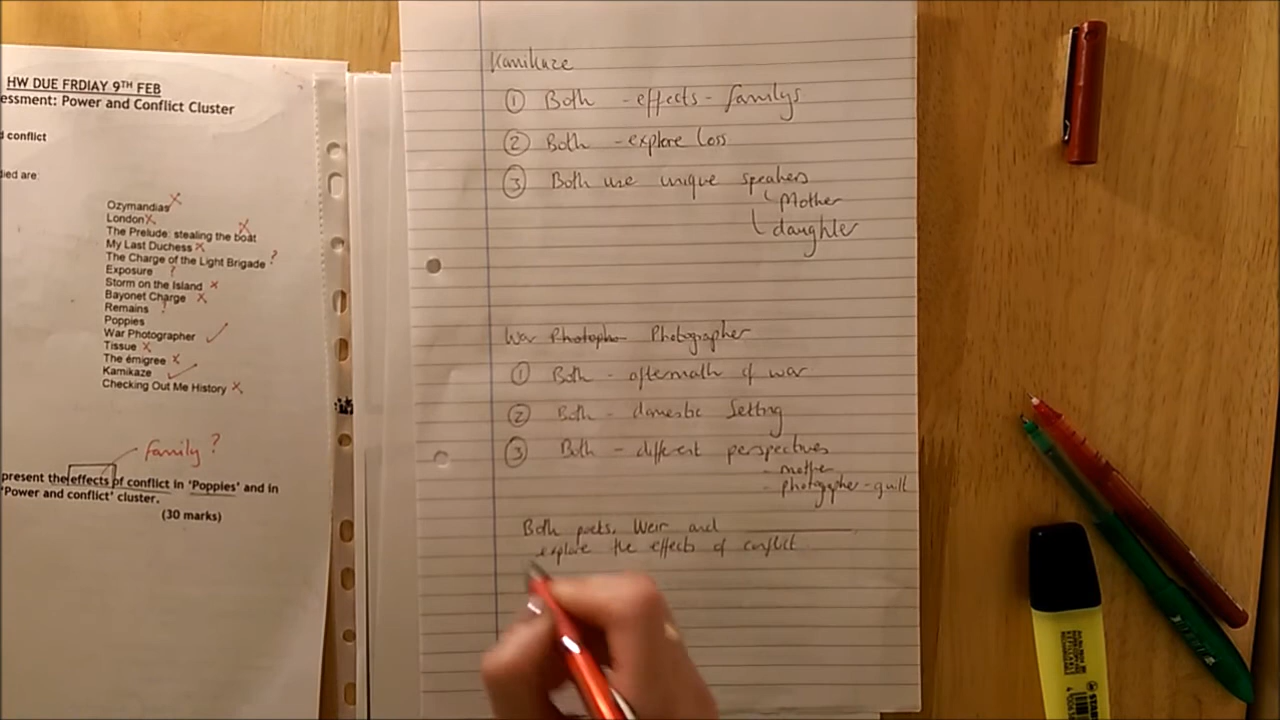 HW DUE FRDIAY 9TH FEB
essment: Power and Conflict Cluster
d conflict
died are:
Ozymandias x
London x
The Prelude: stealing the boat x
My Last Duchess x
The Charge of the Light Brigade ?
Exposure ?
Storm on the Island x
Bayonet Charge x
Remains ?
Poppies
War Photographer ✓
Tissue x
The émigree x
Kamikaze ✓
Checking Out Me History x
family ?
present the effects of conflict in 'Poppies' and in
'Power and conflict' cluster.
(30 marks)
Kamikaze
① Both - effects - familys
② Both - explore loss
③ Both use unique speakers
Mother
daughter
War Photopho Photographer
① Both - aftermath of war
② Both - domestic setting
③ Both - different perspectives
- mother
- photographer - guilt
Both poets, Weir and ________
explore the effects of conflict